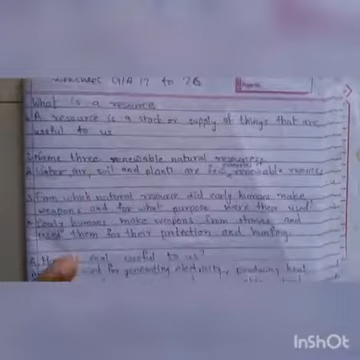 Q/A 17 to 26
What is a resource
A resource is a stock or supply of things that are
useful to us
Name three renewable natural resources
Water, air, soil and plants are renewable resources
From which natural resource did early humans make
weapons and for what purpose were they used
Early humans make weapons from stones and
used them for their protection and hunting.
coal useful to us?
used for generating electricity, producing heat
InShOt